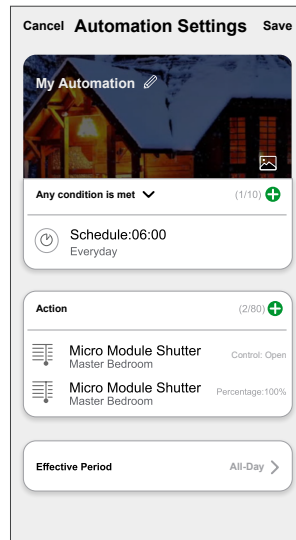 Cancel Automation Settings Save
My Automation
Any condition is met (1/10)
Schedule:06:00
Everyday
Action (2/80)
Micro Module Shutter Control: Open
Master Bedroom
Micro Module Shutter Percentage:100%
Master Bedroom
Effective Period All-Day